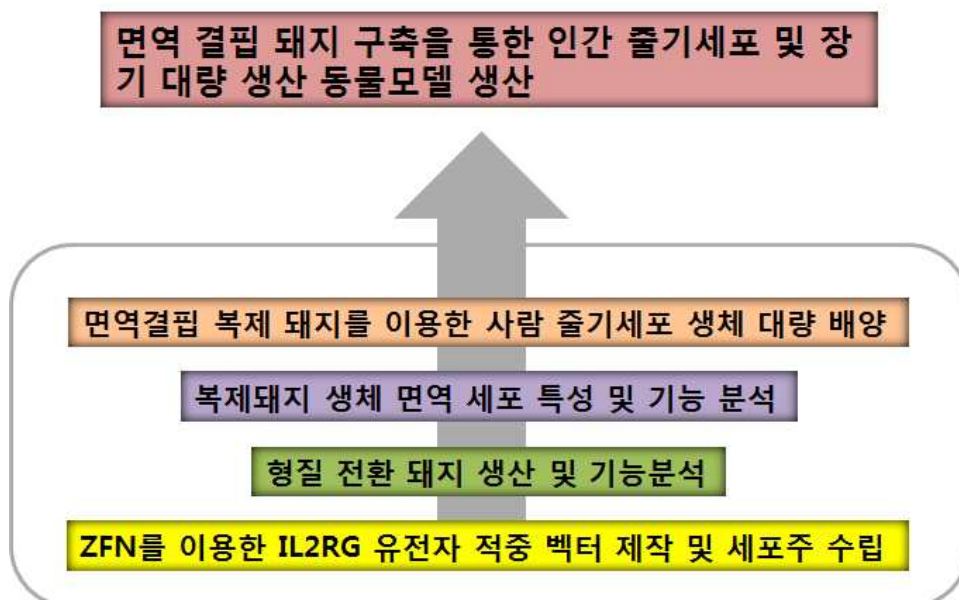 면역 결핍 돼지 구축을 통한 인간 줄기세포 및 장
기 대량 생산 동물모델 생산
면역결핍 복제 돼지를 이용한 사람 줄기세포 생체 대량 배양
복제돼지 생체 면역 세포 특성 및 기능 분석
형질 전환 돼지 생산 및 기능분석
ZFN를 이용한 IL2RG 유전자 적중 벡터 제작 및 세포주 수립